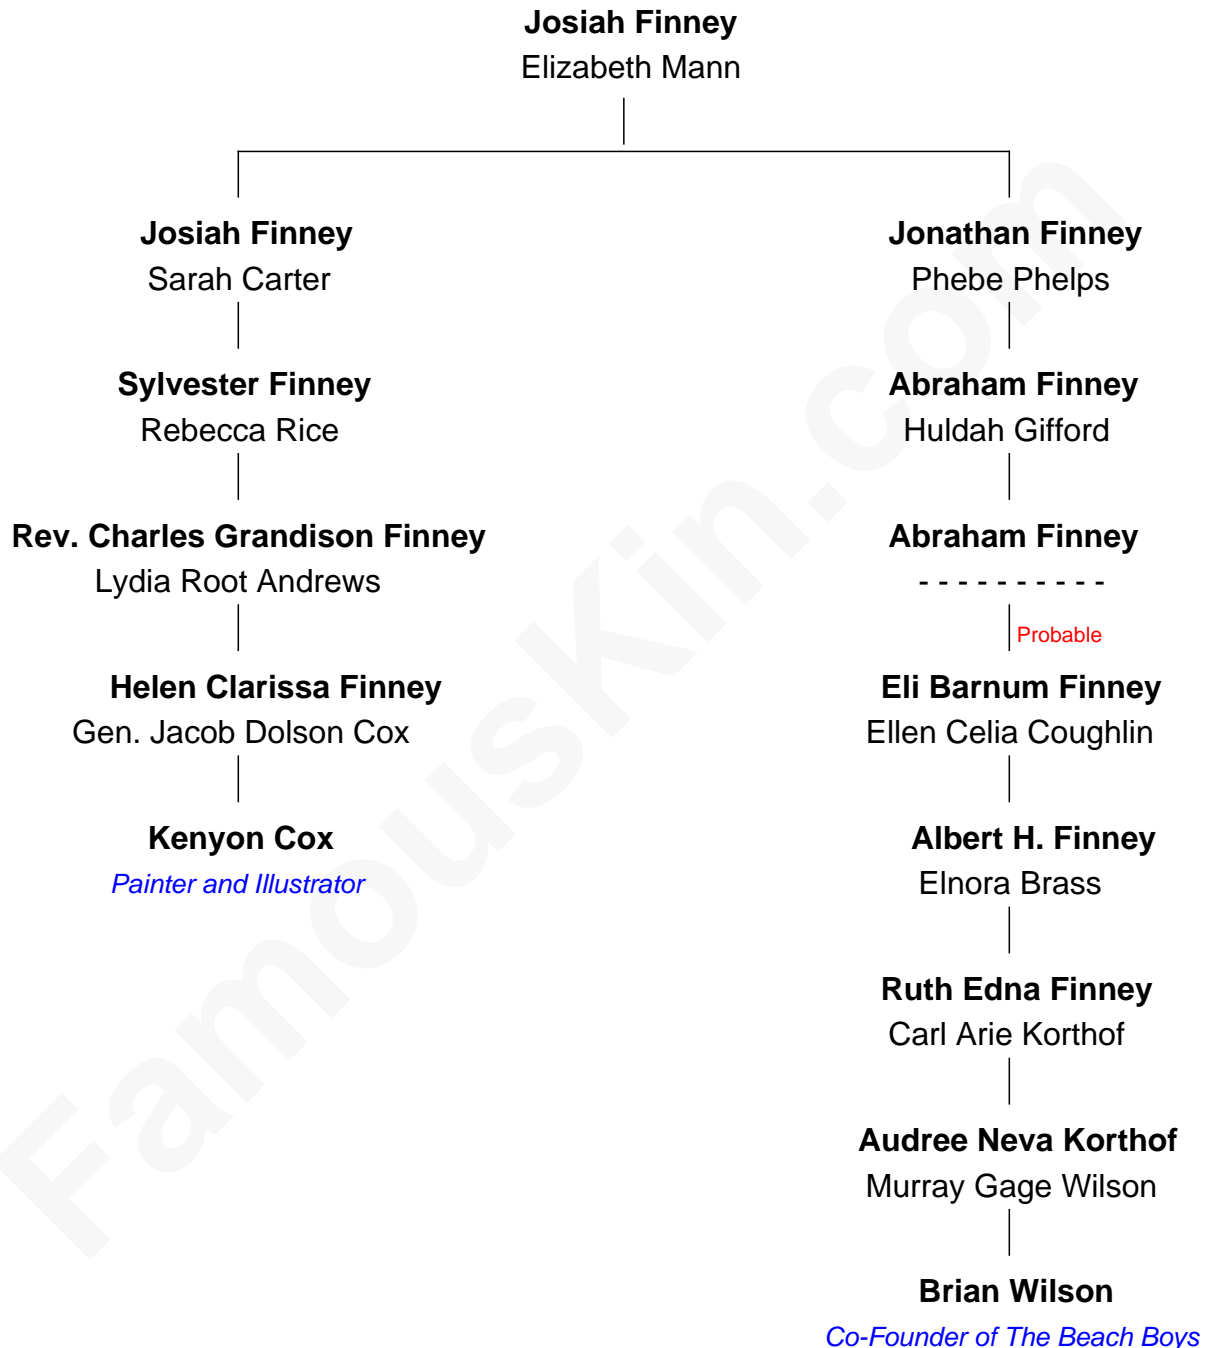 Josiah Finney
Elizabeth Mann
Josiah Finney
Sarah Carter
Sylvester Finney
Rebecca Rice
Rev. Charles Grandison Finney
Lydia Root Andrews
Helen Clarissa Finney
Gen. Jacob Dolson Cox
Kenyon Cox
Painter and Illustrator
Jonathan Finney
Phebe Phelps
Abraham Finney
Huldah Gifford
Abraham Finney
- - - - - - - - - -
Probable
Eli Barnum Finney
Ellen Celia Coughlin
Albert H. Finney
Elnora Brass
Ruth Edna Finney
Carl Arie Korthof
Audree Neva Korthof
Murray Gage Wilson
Brian Wilson
Co-Founder of The Beach Boys
FamousKin.com